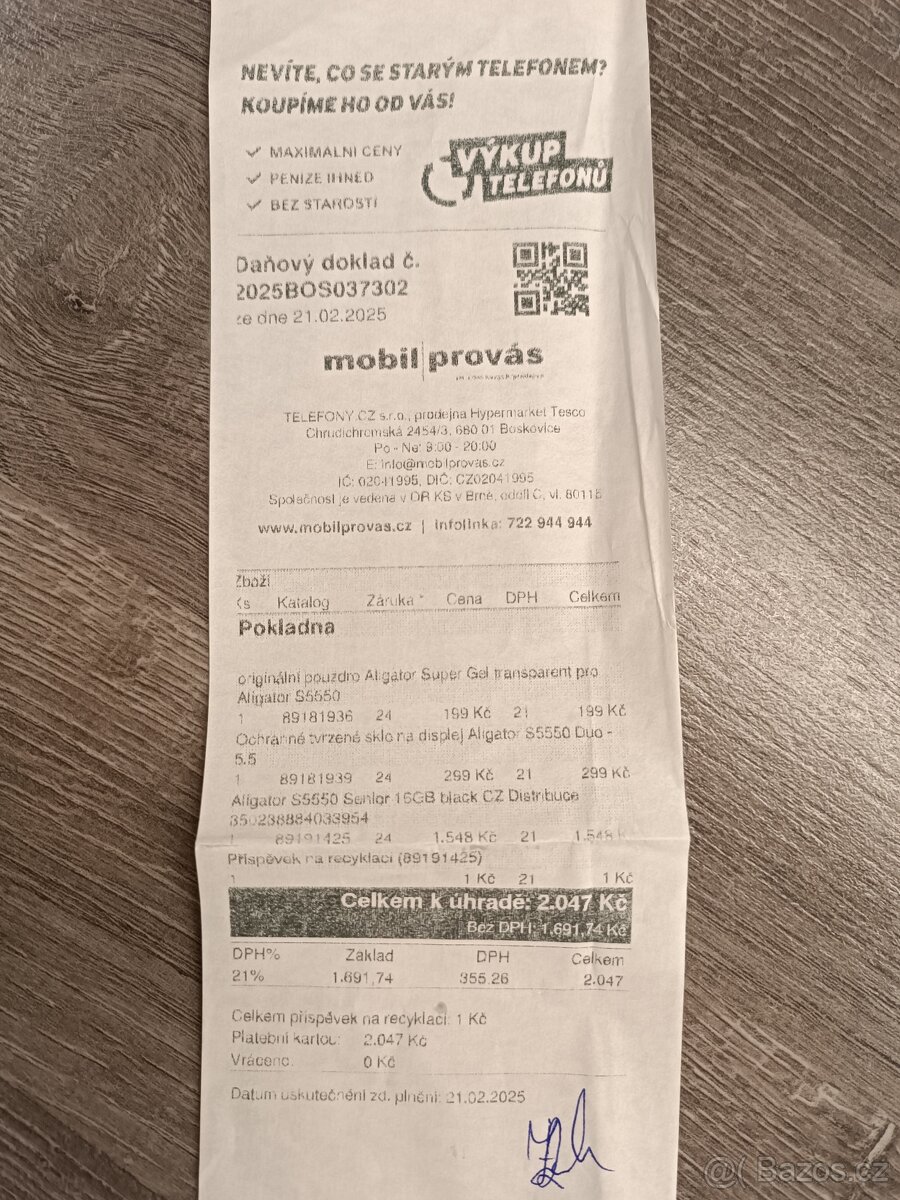 NEVÍTE, CO SE STARÝM TELEFONEM?
KOUPÍME HO OD VÁS!
MAXIMÁLNÍ CENY
PENÍZE IHNED
BEZ STAROSTÍ
VÝKUP
TELEFONŮ
Daňový doklad č.
2025BOS037302
ze dne 21.02.2025
mobil provás
TELEFONY.CZ s.r.o., prodejna Hypermarket Tesco
Chrudichromská 2454/3, 680 01 Boskovice
Po - Ne: 8:00 - 20:00
E: info@mobilprovas.cz
IČ: 02041995, DIČ: CZ02041995
Společnost je vedena v OR KS v Brně, oddíl C, vl. 80118
www.mobilprovas.cz | Infolinka: 722 944 944
Zboží
Ks Katalog Záruka * Cena DPH Celkem
Pokladna
originální pouzdro Aligator Super Gel transparent pro
Aligator S5550
1 89181936 24 199 Kč 21 199 Kč
Ochranné tvrzené sklo na displej Aligator S5550 Duo -
5.5
1 89181939 24 299 Kč 21 299 Kč
Aligator S5550 Senior 16GB black CZ Distribuce
350238884033954
1 89191425 24 1.548 Kč 21 1.548 K
Příspěvek na recyklaci (89191425)
1 1 Kč 21 1 Kč
Celkem k úhradě: 2.047 Kč
Bez DPH: 1.691,74 Kč
DPH% Základ DPH Celkem
21% 1.691,74 355.26 2.047
Celkem příspěvek na recyklaci: 1 Kč
Platební kartou: 2.047 Kč
Vráceno: 0 Kč
Datum uskutečnění zd. plnění: 21.02.2025
@( Bazos.cz